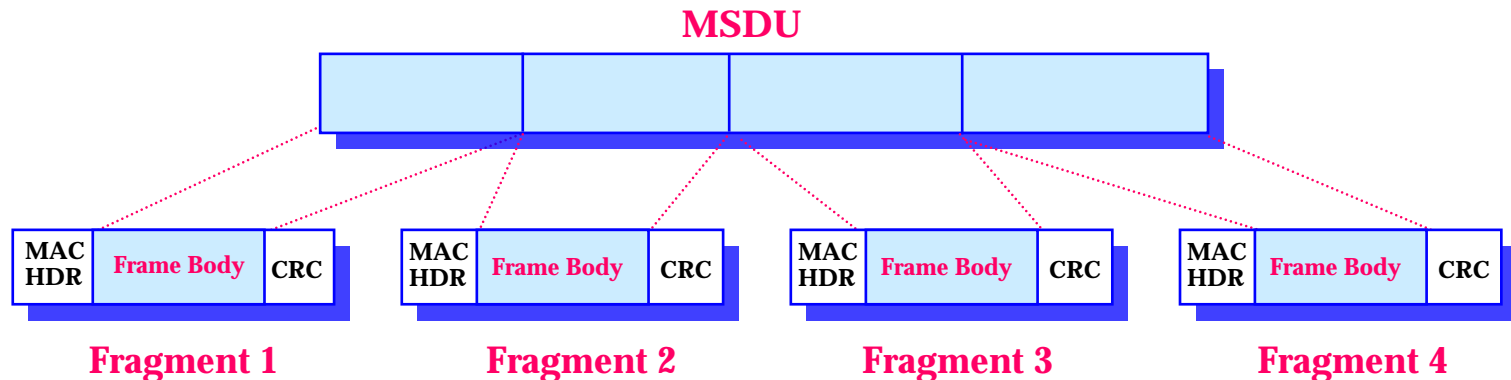 MSDU
MAC
HDR
Frame Body
CRC
MAC
HDR
Frame Body
CRC
MAC
HDR
Frame Body
CRC
MAC
HDR
Frame Body
CRC
Fragment 1
Fragment 2
Fragment 3
Fragment 4